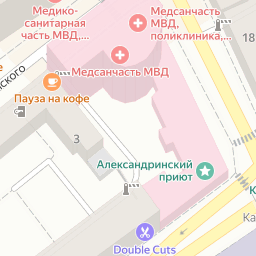 Медико-
санитарная
часть МВД,...
Медсанчасть
МВД,
поликлиника,...
18
Медсанчасть МВД
Пауза на кофе
3
Александринский
приют
Double Cuts